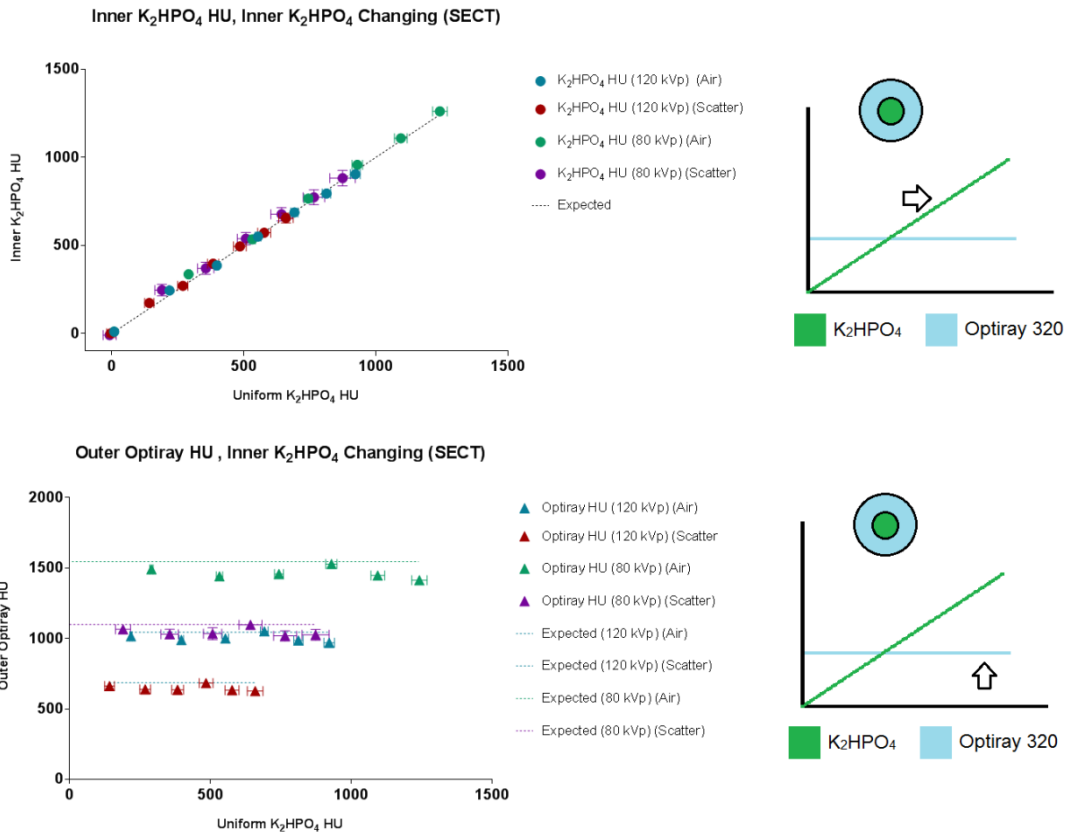 Inner K₂HPO₄ HU, Inner K₂HPO₄ Changing (SECT)
1500
1000
500
0
Inner K₂HPO₄ HU
0 500 1000 1500
Uniform K₂HPO₄ HU
K₂HPO₄ HU (120 kVp) (Air)
K₂HPO₄ HU (120 kVp) (Scatter)
K₂HPO₄ HU (80 kVp) (Air)
K₂HPO₄ HU (80 kVp) (Scatter)
Expected
K₂HPO₄ Optiray 320
Outer Optiray HU , Inner K₂HPO₄ Changing (SECT)
2000
1500
1000
500
0
Outer Optiray HU
0 500 1000 1500
Uniform K₂HPO₄ HU
Optiray HU (120 kVp) (Air)
Optiray HU (120 kVp) (Scatter
Optiray HU (80 kVp) (Air)
Optiray HU (80 kVp) (Scatter)
Expected (120 kVp) (Air)
Expected (120 kVp) (Scatter)
Expected (80 kVp) (Air)
Expected (80 kVp) (Scatter)
K₂HPO₄ Optiray 320